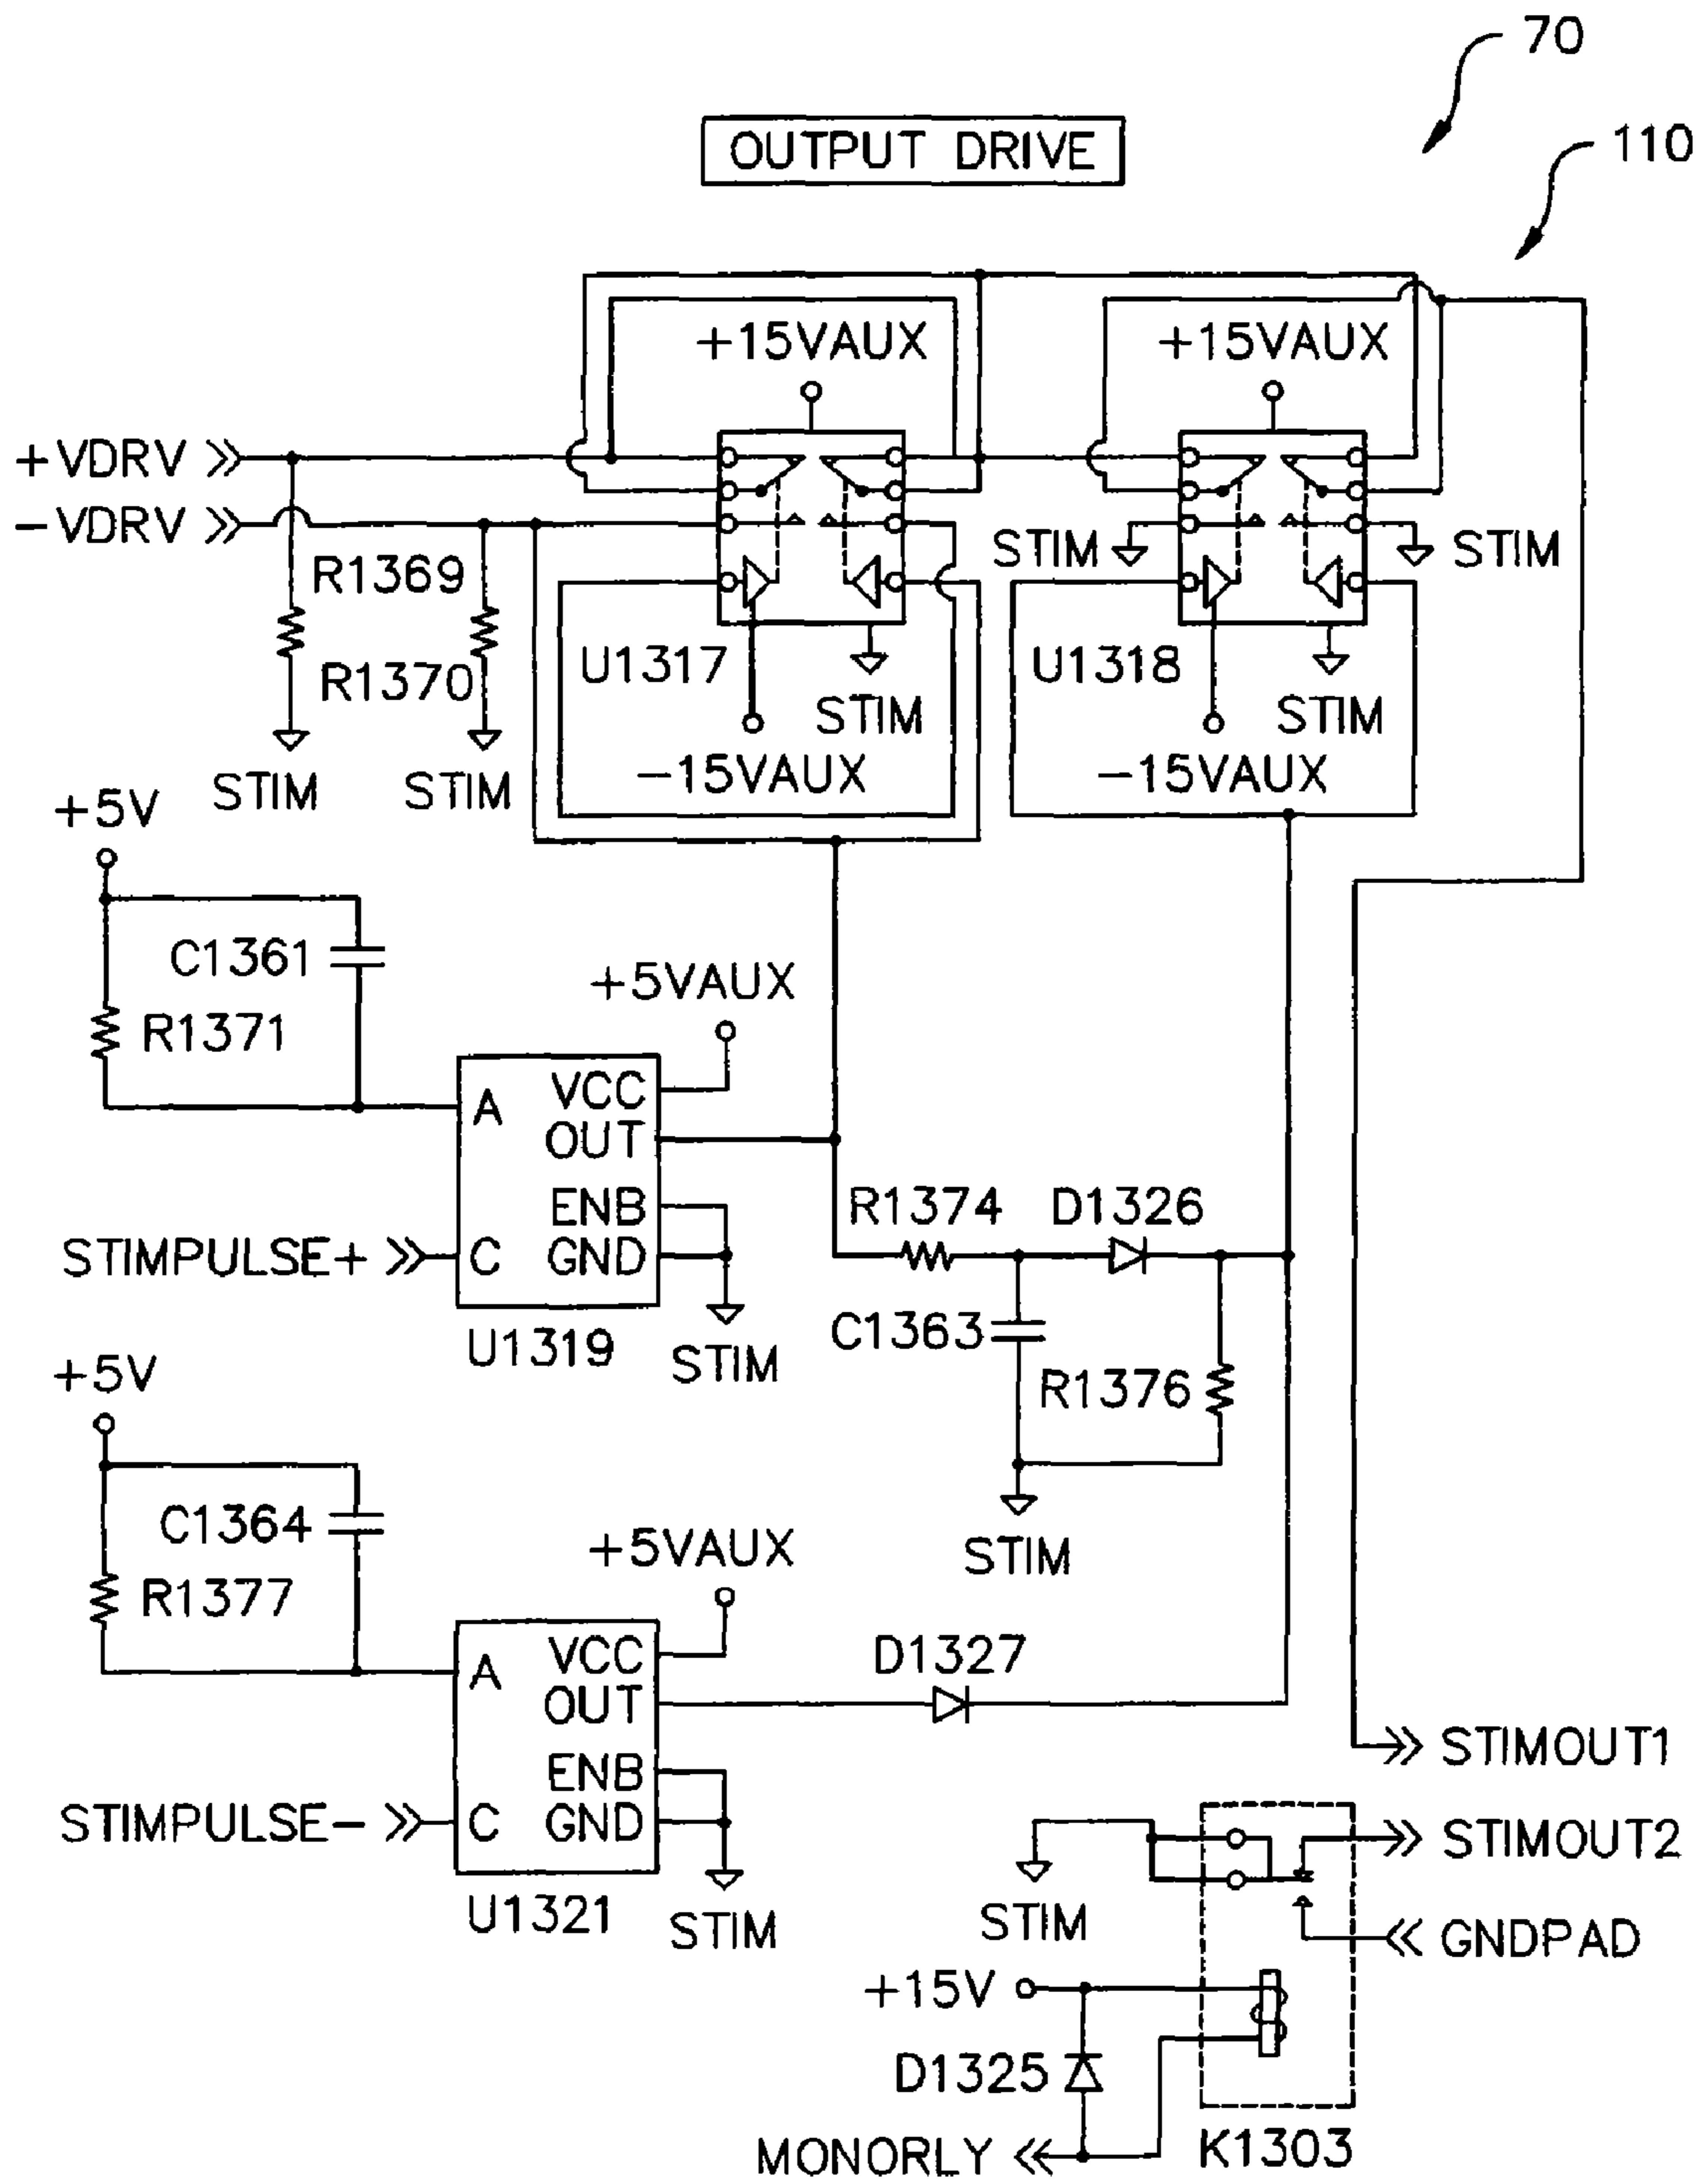 70
110
OUTPUT DRIVE
+15VAUX
+15VAUX
+VDRV
-VDRV
STIM
STIM
R1369
U1317
U1318
R1370
STIM
STIM
-15VAUX
-15VAUX
STIM
STIM
+5V
C1361
+5VAUX
R1371
A
VCC
OUT
ENB
R1374
D1326
STIMPULSE+
C
GND
C1363
U1319
STIM
+5V
R1376
C1364
+5VAUX
STIM
R1377
A
VCC
D1327
OUT
STIMOUT1
ENB
STIMPULSE-
C
GND
STIMOUT2
U1321
STIM
STIM
GNDPAD
+15V
D1325
MONORLY
K1303